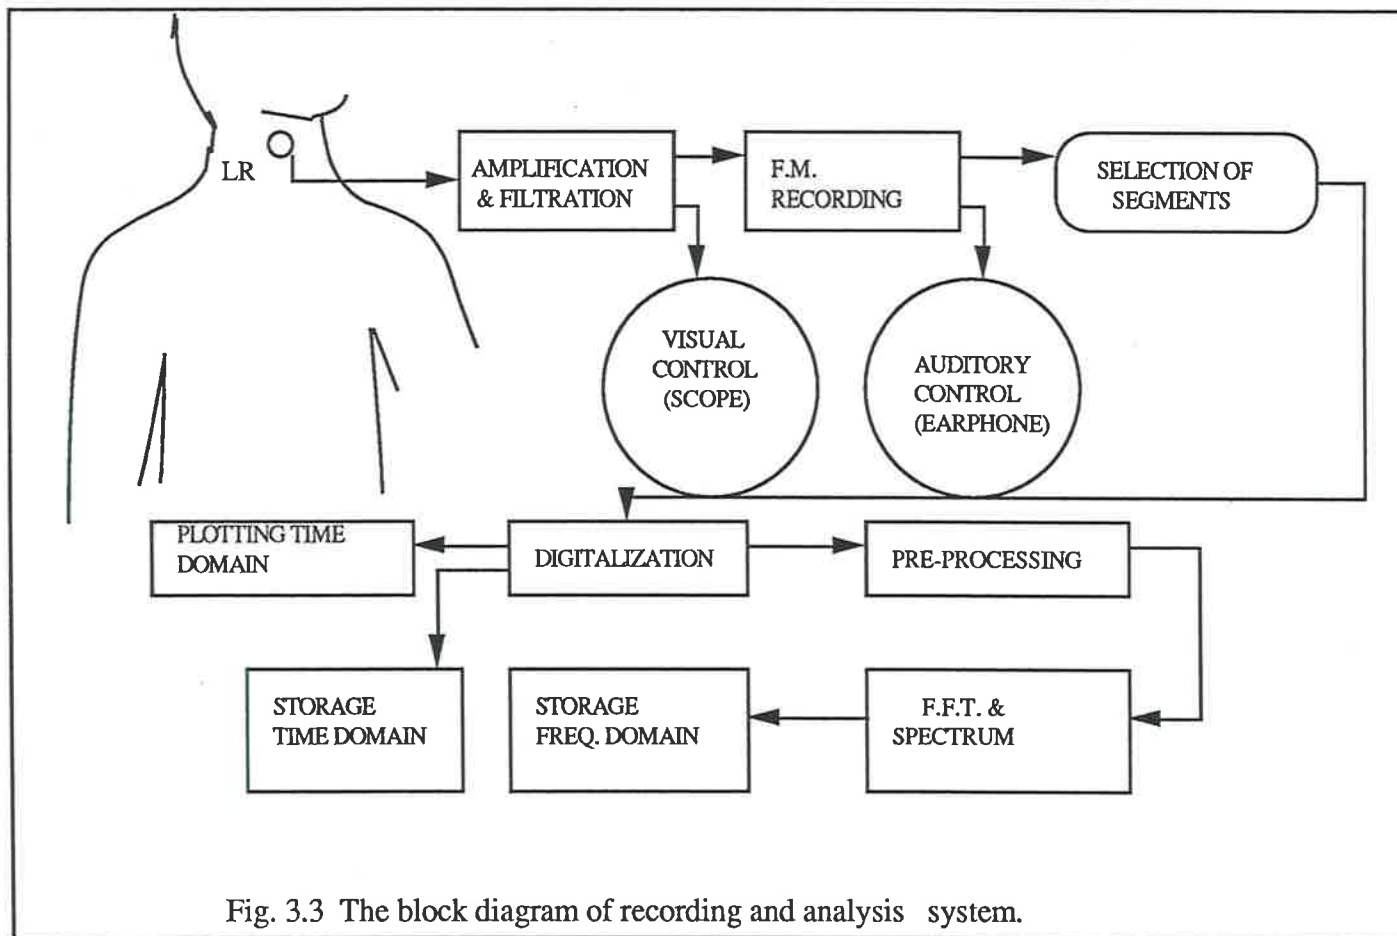 LR
AMPLIFICATION
& FILTRATION
F.M.
RECORDING
SELECTION OF
SEGMENTS
VISUAL
CONTROL
(SCOPE)
AUDITORY
CONTROL
(EARPHONE)
PLOTTING TIME
DOMAIN
DIGITALIZATION
PRE-PROCESSING
STORAGE
TIME DOMAIN
STORAGE
FREQ. DOMAIN
F.F.T. &
SPECTRUM
Fig. 3.3 The block diagram of recording and analysis system.